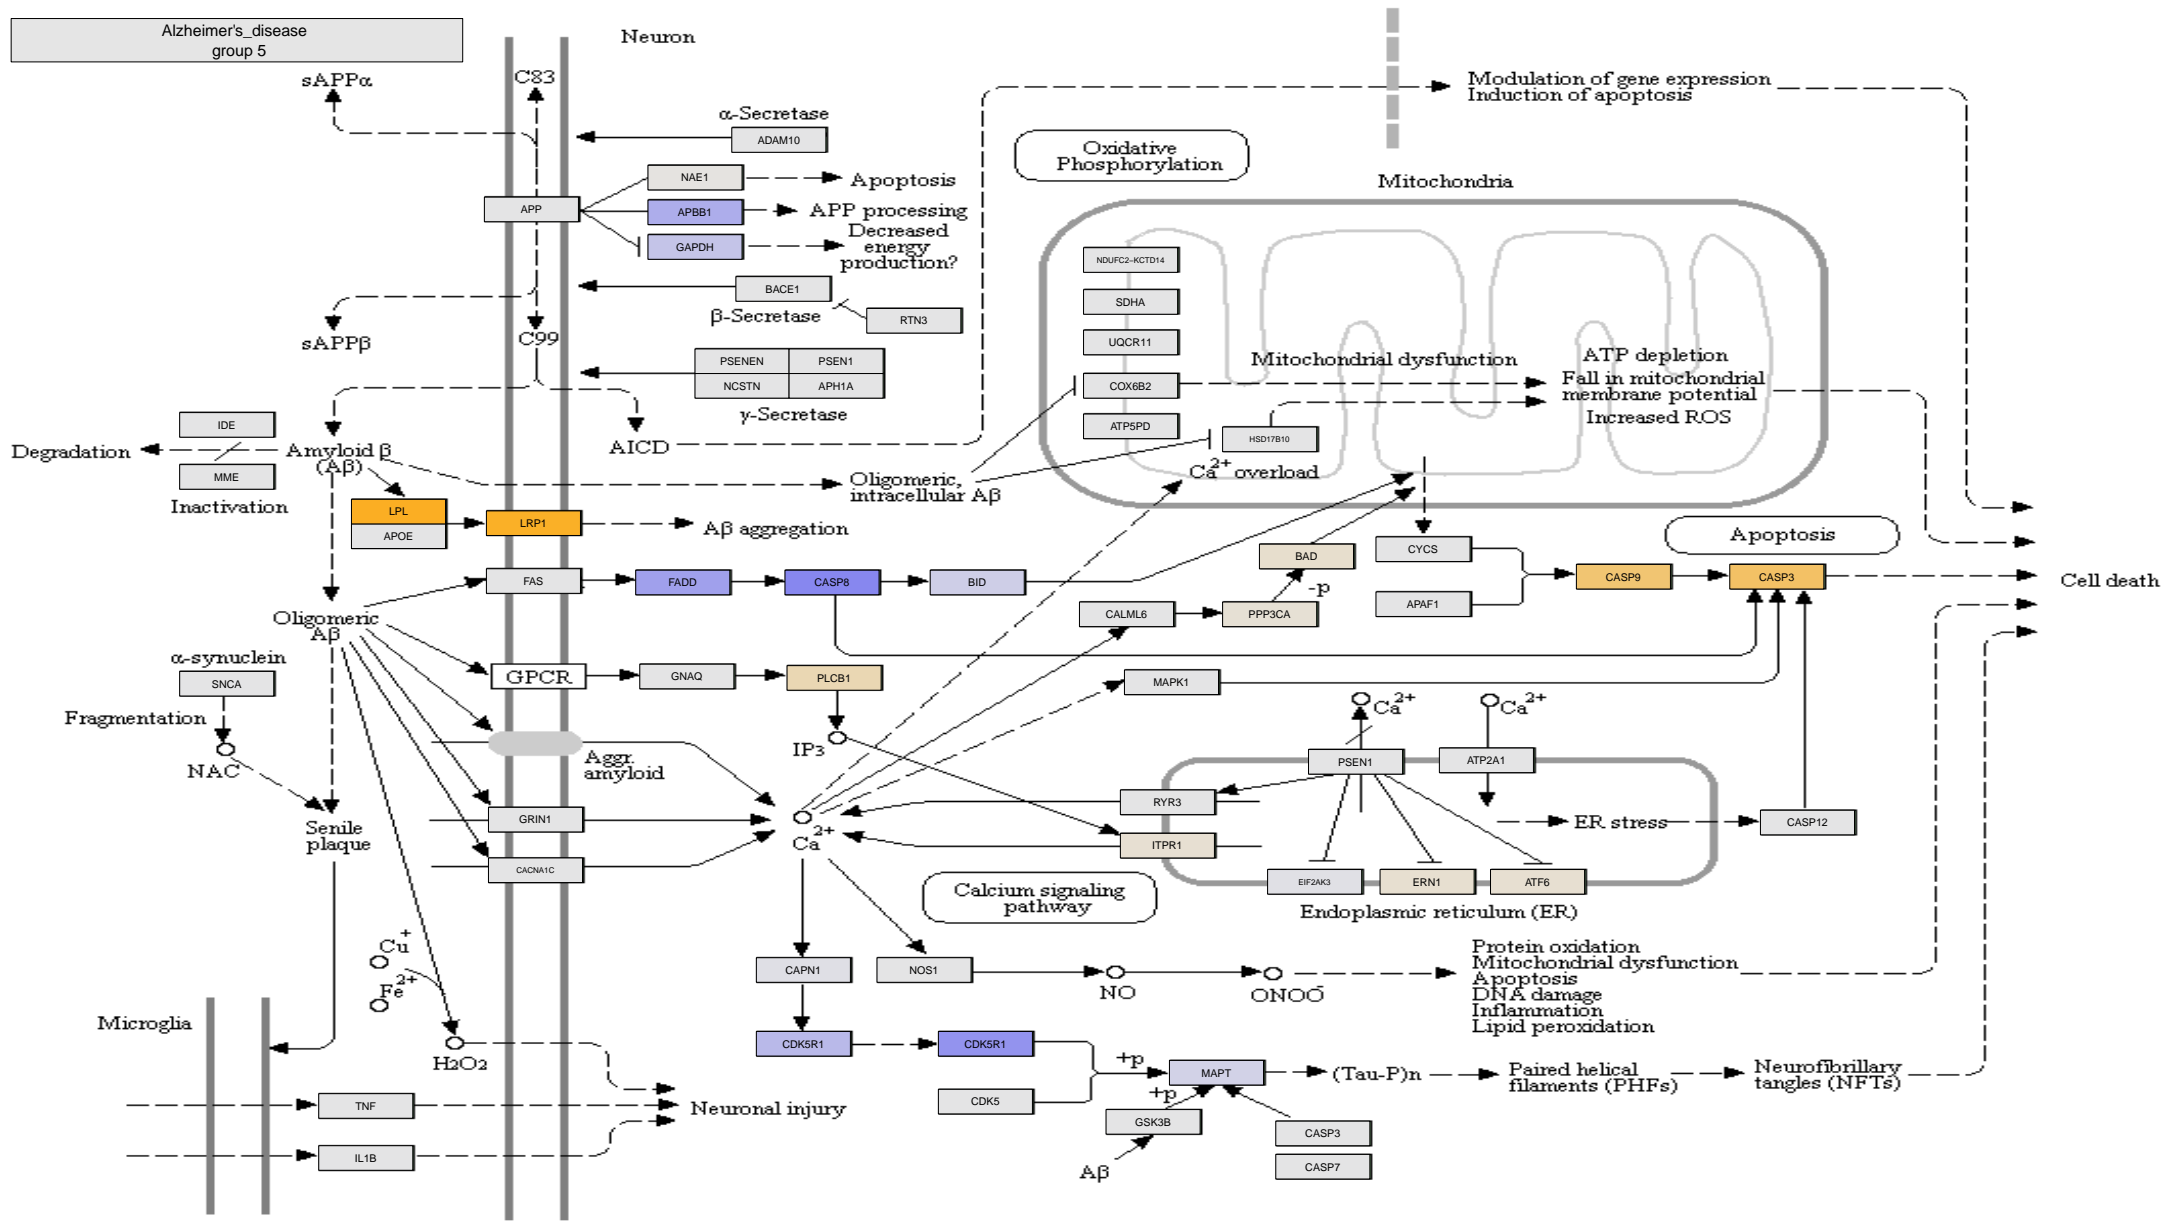 Alzheimer's_disease
group 5
Neuron
sAPPα
C83
Modulation of gene expression
Induction of apoptosis
α-Secretase
ADAM10
Oxidative
Phosphorylation
NAE1
Apoptosis
Mitochondria
APP
APBB1
APP processing
GAPDH
Decreased
energy
production?
NDUFC2-KCTD14
BACE1
SDHA
β-Secretase
RTN3
sAPPβ
C99
UQCR11
PSENEN
PSEN1
NCSTN
APH1A
γ-Secretase
Mitochondrial dysfunction
ATP depletion
Fall in mitochondrial
membrane potential
Increased ROS
COX6B2
ATP5PD
HSD17B10
IDE
Degradation
Amyloid β
(Aβ)
AICD
MME
Inactivation
Oligomeric,
intracellular Aβ
Ca2+ overload
LPL
APOE
LRP1
Aβ aggregation
Apoptosis
BAD
CYCS
FAS
FADD
CASP8
BID
-p
CASP9
CASP3
Cell death
APAF1
Oligomeric
Aβ
CALML6
PPP3CA
α-synuclein
SNCA
GPCR
GNAQ
PLCB1
MAPK1
Fragmentation
Ca2+
Ca2+
NAC
IP3
Aggr.
amyloid
PSEN1
ATP2A1
RYR3
Senile
plaque
GRIN1
Ca2+
ITPR1
ER stress
CASP12
CACNA1C
Calcium signaling
pathway
EIF2AK3
ERN1
ATF6
Endoplasmic reticulum (ER)
Cu+
Fe2+
CAPN1
NOS1
NO
ONOO-
Protein oxidation
Mitochondrial dysfunction
Apoptosis
DNA damage
Inflammation
Lipid peroxidation
Microglia
H2O2
CDK5R1
CDK5R1
+p
MAPT
(Tau-P)n
Paired helical
filaments (PHFs)
Neurofibrillary
tangles (NFTs)
CDK5
+p
TNF
Neuronal injury
GSK3B
CASP3
IL1B
Aβ
CASP7